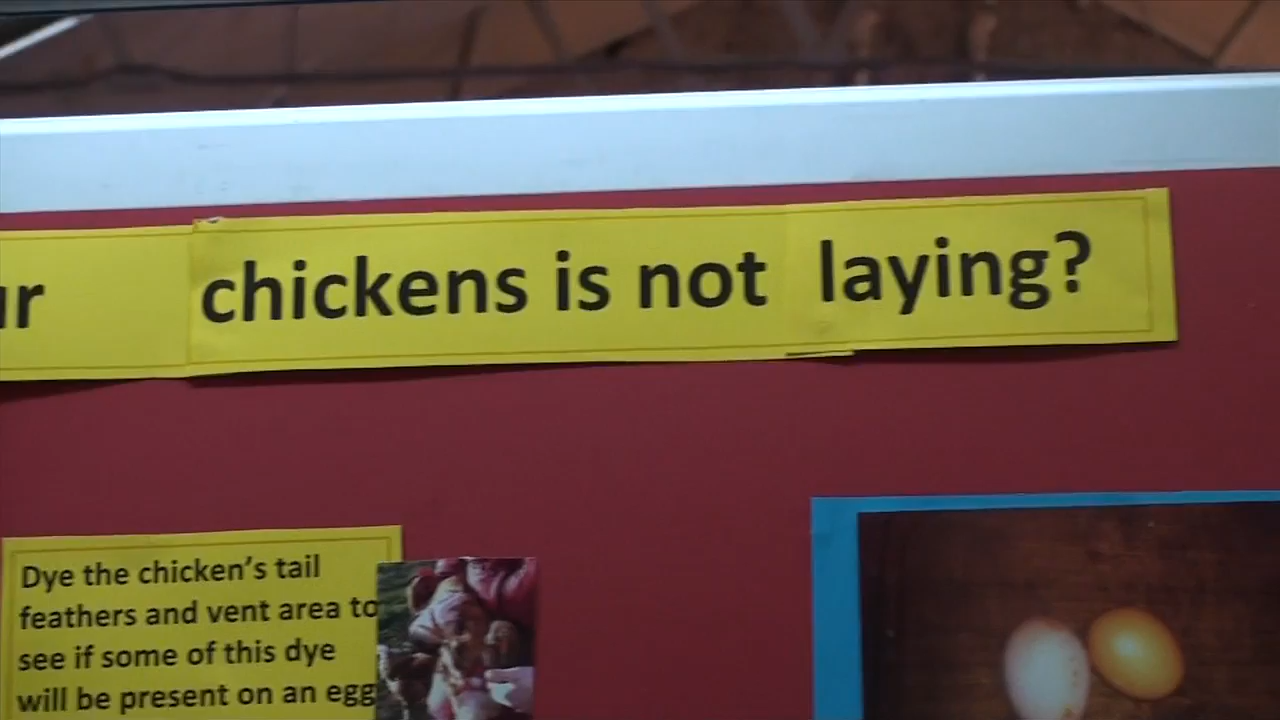 ur chickens is not laying?
Dye the chicken's tail
feathers and vent area to
see if some of this dye
will be present on an egg